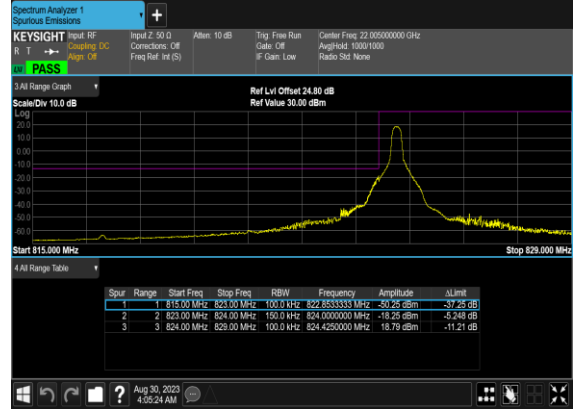 Spectrum Analyzer 1
Spurious Emissions
+
KEYSIGHT Input: RF Input Z: 50 Ω Atten: 10 dB Trig: Free Run Center Freq: 22.005000000 GHz
R T Coupling: DC Corrections: Off Gate: Off Avg|Hold: 1000/1000
Align: Off Freq Ref: Int (S) IF Gain: Low Radio Std: None
PASS
3 All Range Graph
Ref Lvl Offset 24.80 dB
Scale/Div 10.0 dB Ref Value 30.00 dBm
Log
20.0
10.0
0.00
-10.0
-20.0
-30.0
-40.0
-50.0
-60.0
Start 815.000 MHz Stop 829.000 MHz
4 All Range Table
Spur Range Start Freq Stop Freq RBW Frequency Amplitude ΔLimit
1 1 815.00 MHz 823.00 MHz 100.0 kHz 822.8533333 MHz -50.25 dBm -37.25 dB
2 2 823.00 MHz 824.00 MHz 150.0 kHz 824.0000000 MHz -18.25 dBm -5.248 dB
3 3 824.00 MHz 829.00 MHz 100.0 kHz 824.4250000 MHz 18.79 dBm -11.21 dB
? Aug 30, 2023
4:05:24 AM